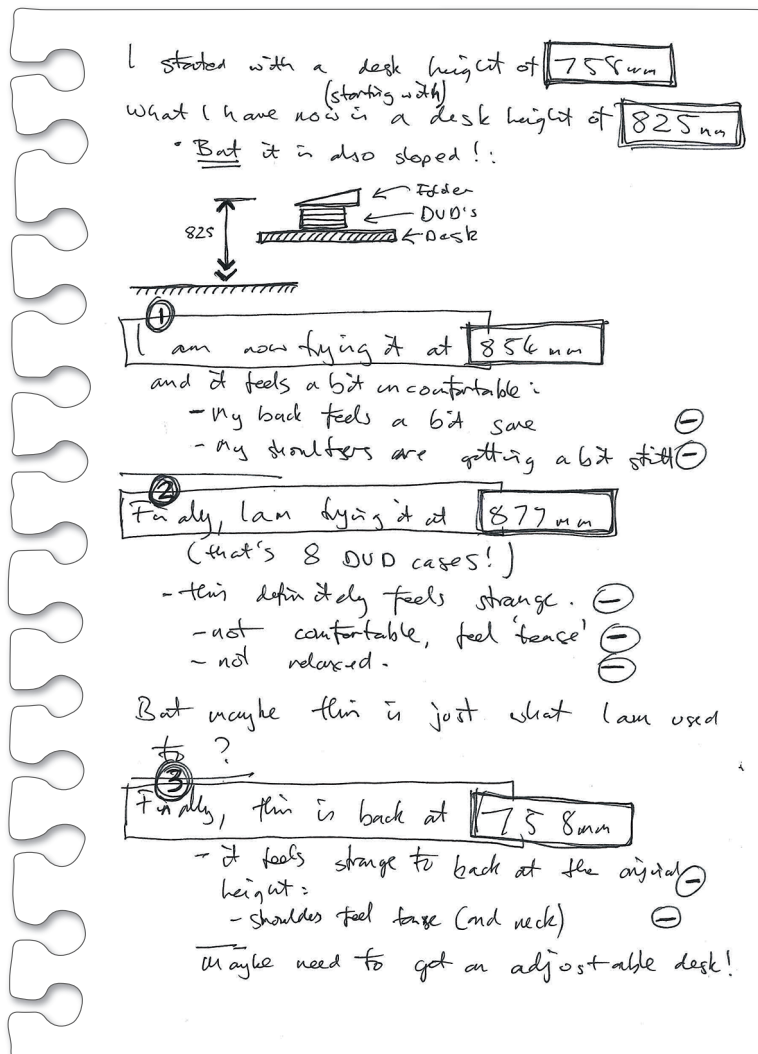 I started with a desk height of 758mm
(starting with)
what I have now is a desk height of 825mm
• But it is also sloped!:
Folder
DVD's
825
Desk
①
I am now trying it at 854mm
and it feels a bit uncomfortable:
- my back feels a bit sore ⊖
- my shoulders are getting a bit stiff ⊖
②
Finaly, I am trying it at 877mm
(that's 8 DVD cases!)
- this definitely feels strange. ⊖
- not comfortable, feel 'tense' ⊖
- not relaxed. ⊖
But maybe this is just what I am used
to ?
③
Finally, this is back at 758mm
- it feels strange to back at the original ⊖
height:
- shoulders feel tense (and neck) ⊖
Maybe need to get an adjustable desk!